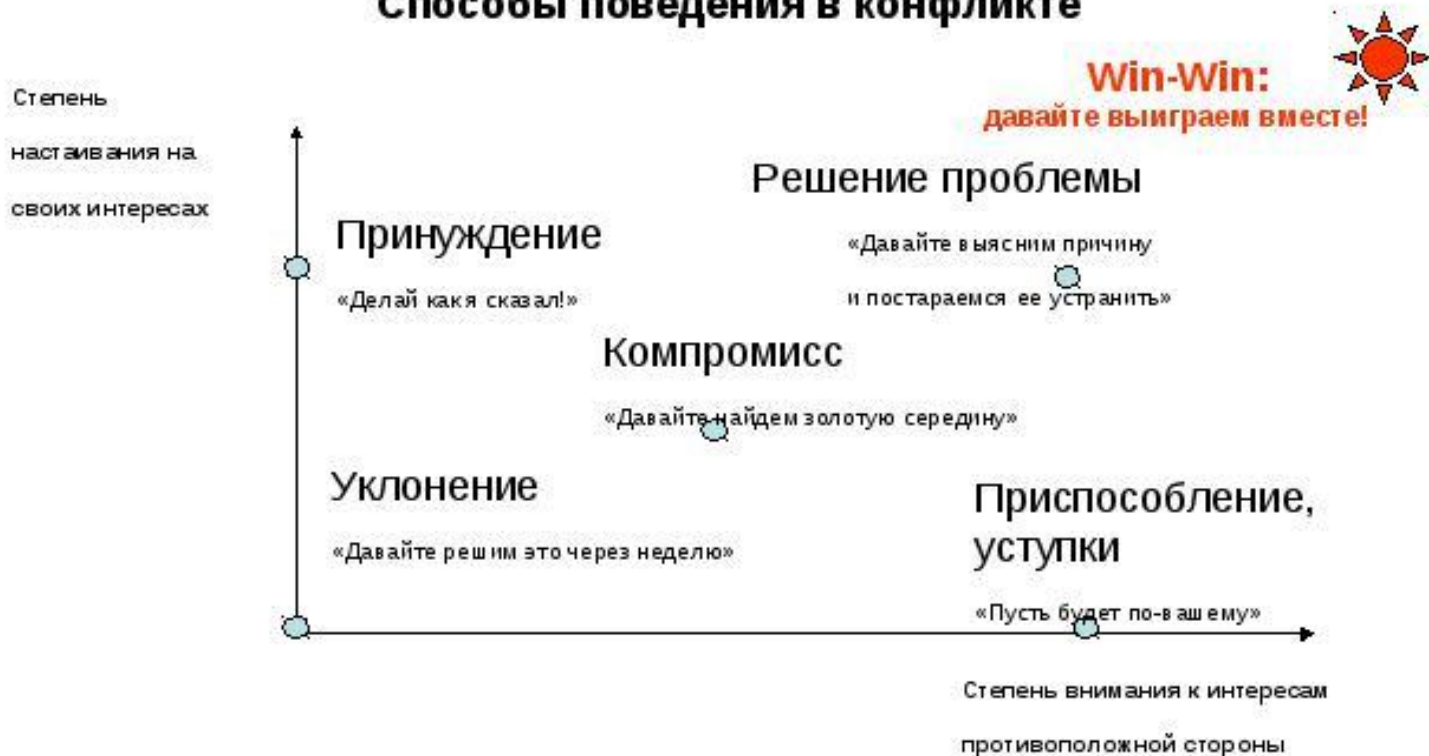 Способы поведения в конфликте
Win-Win:
давайте выиграем вместе!
Степень
настаивания на
своих интересах
Решение проблемы
«Давайте выясним причину
и постараемся ее устранить»
Принуждение
«Делай как я сказал!»
Компромисс
«Давайте найдем золотую середину»
Уклонение
«Давайте решим это через неделю»
Приспособление,
уступки
«Пусть будет по-вашему»
Степень внимания к интересам
противоположной стороны